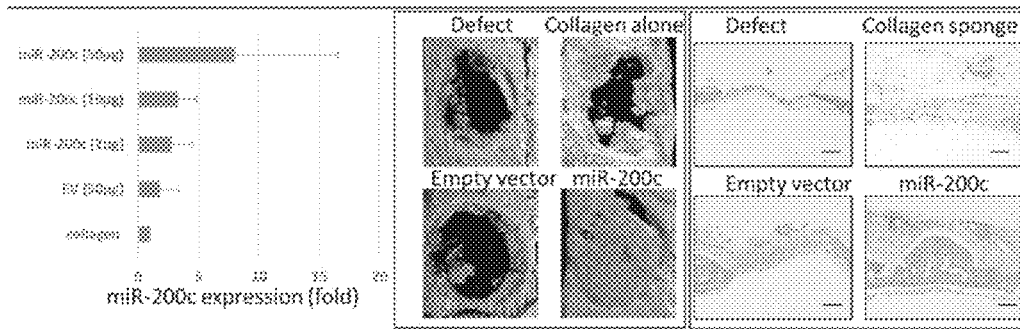 miR-200c (50µg)
miR-200c (10µg)
miR-200c (1µg)
EV (50µg)
collagen
0 5 10 15 20
miR-200c expression (fold)
Defect Collagen alone
Empty vector miR-200c
Defect Collagen sponge
Empty vector miR-200c